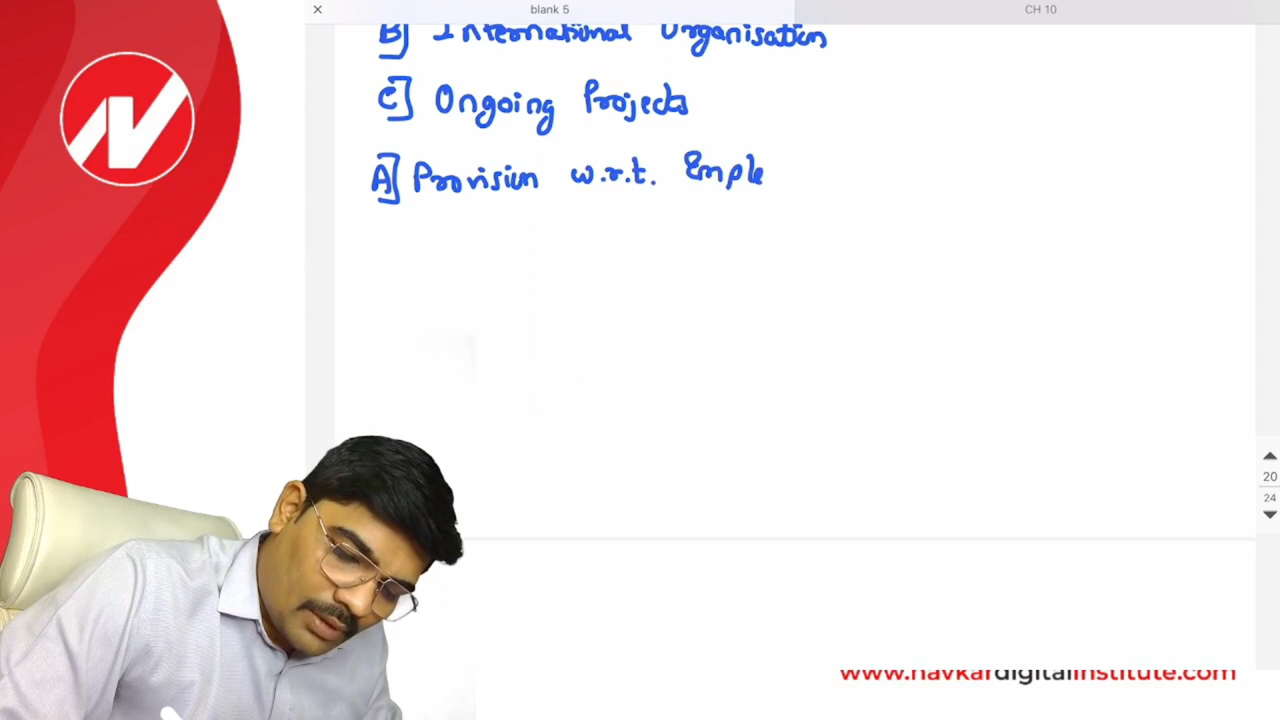 blank 5
CH 10
B] International Organisation
C] Ongoing Projects
A] Provision w.r.t. Emple
20
24
www.navkardigitalinstitute.com